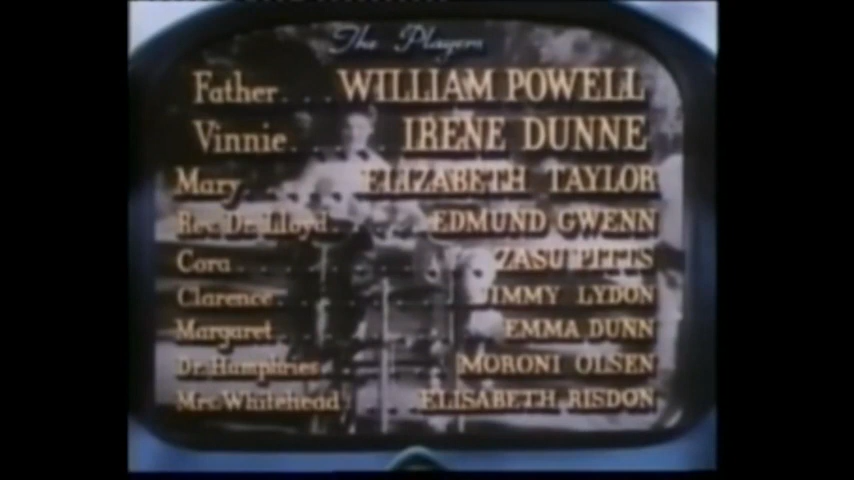 The Players
Father.... WILLIAM POWELL
Vinnie...... IRENE DUNNE
Mary...... ELIZABETH TAYLOR
Rev. Dr. Lloyd...... EDMUND GWENN
Cora............ ZASU PITTS
Clarence.......... JIMMY LYDON
Margaret.......... EMMA DUNN
Dr. Humphries...... MORONI OLSEN
Mrs. Whitehead.... ELISABETH RISDON